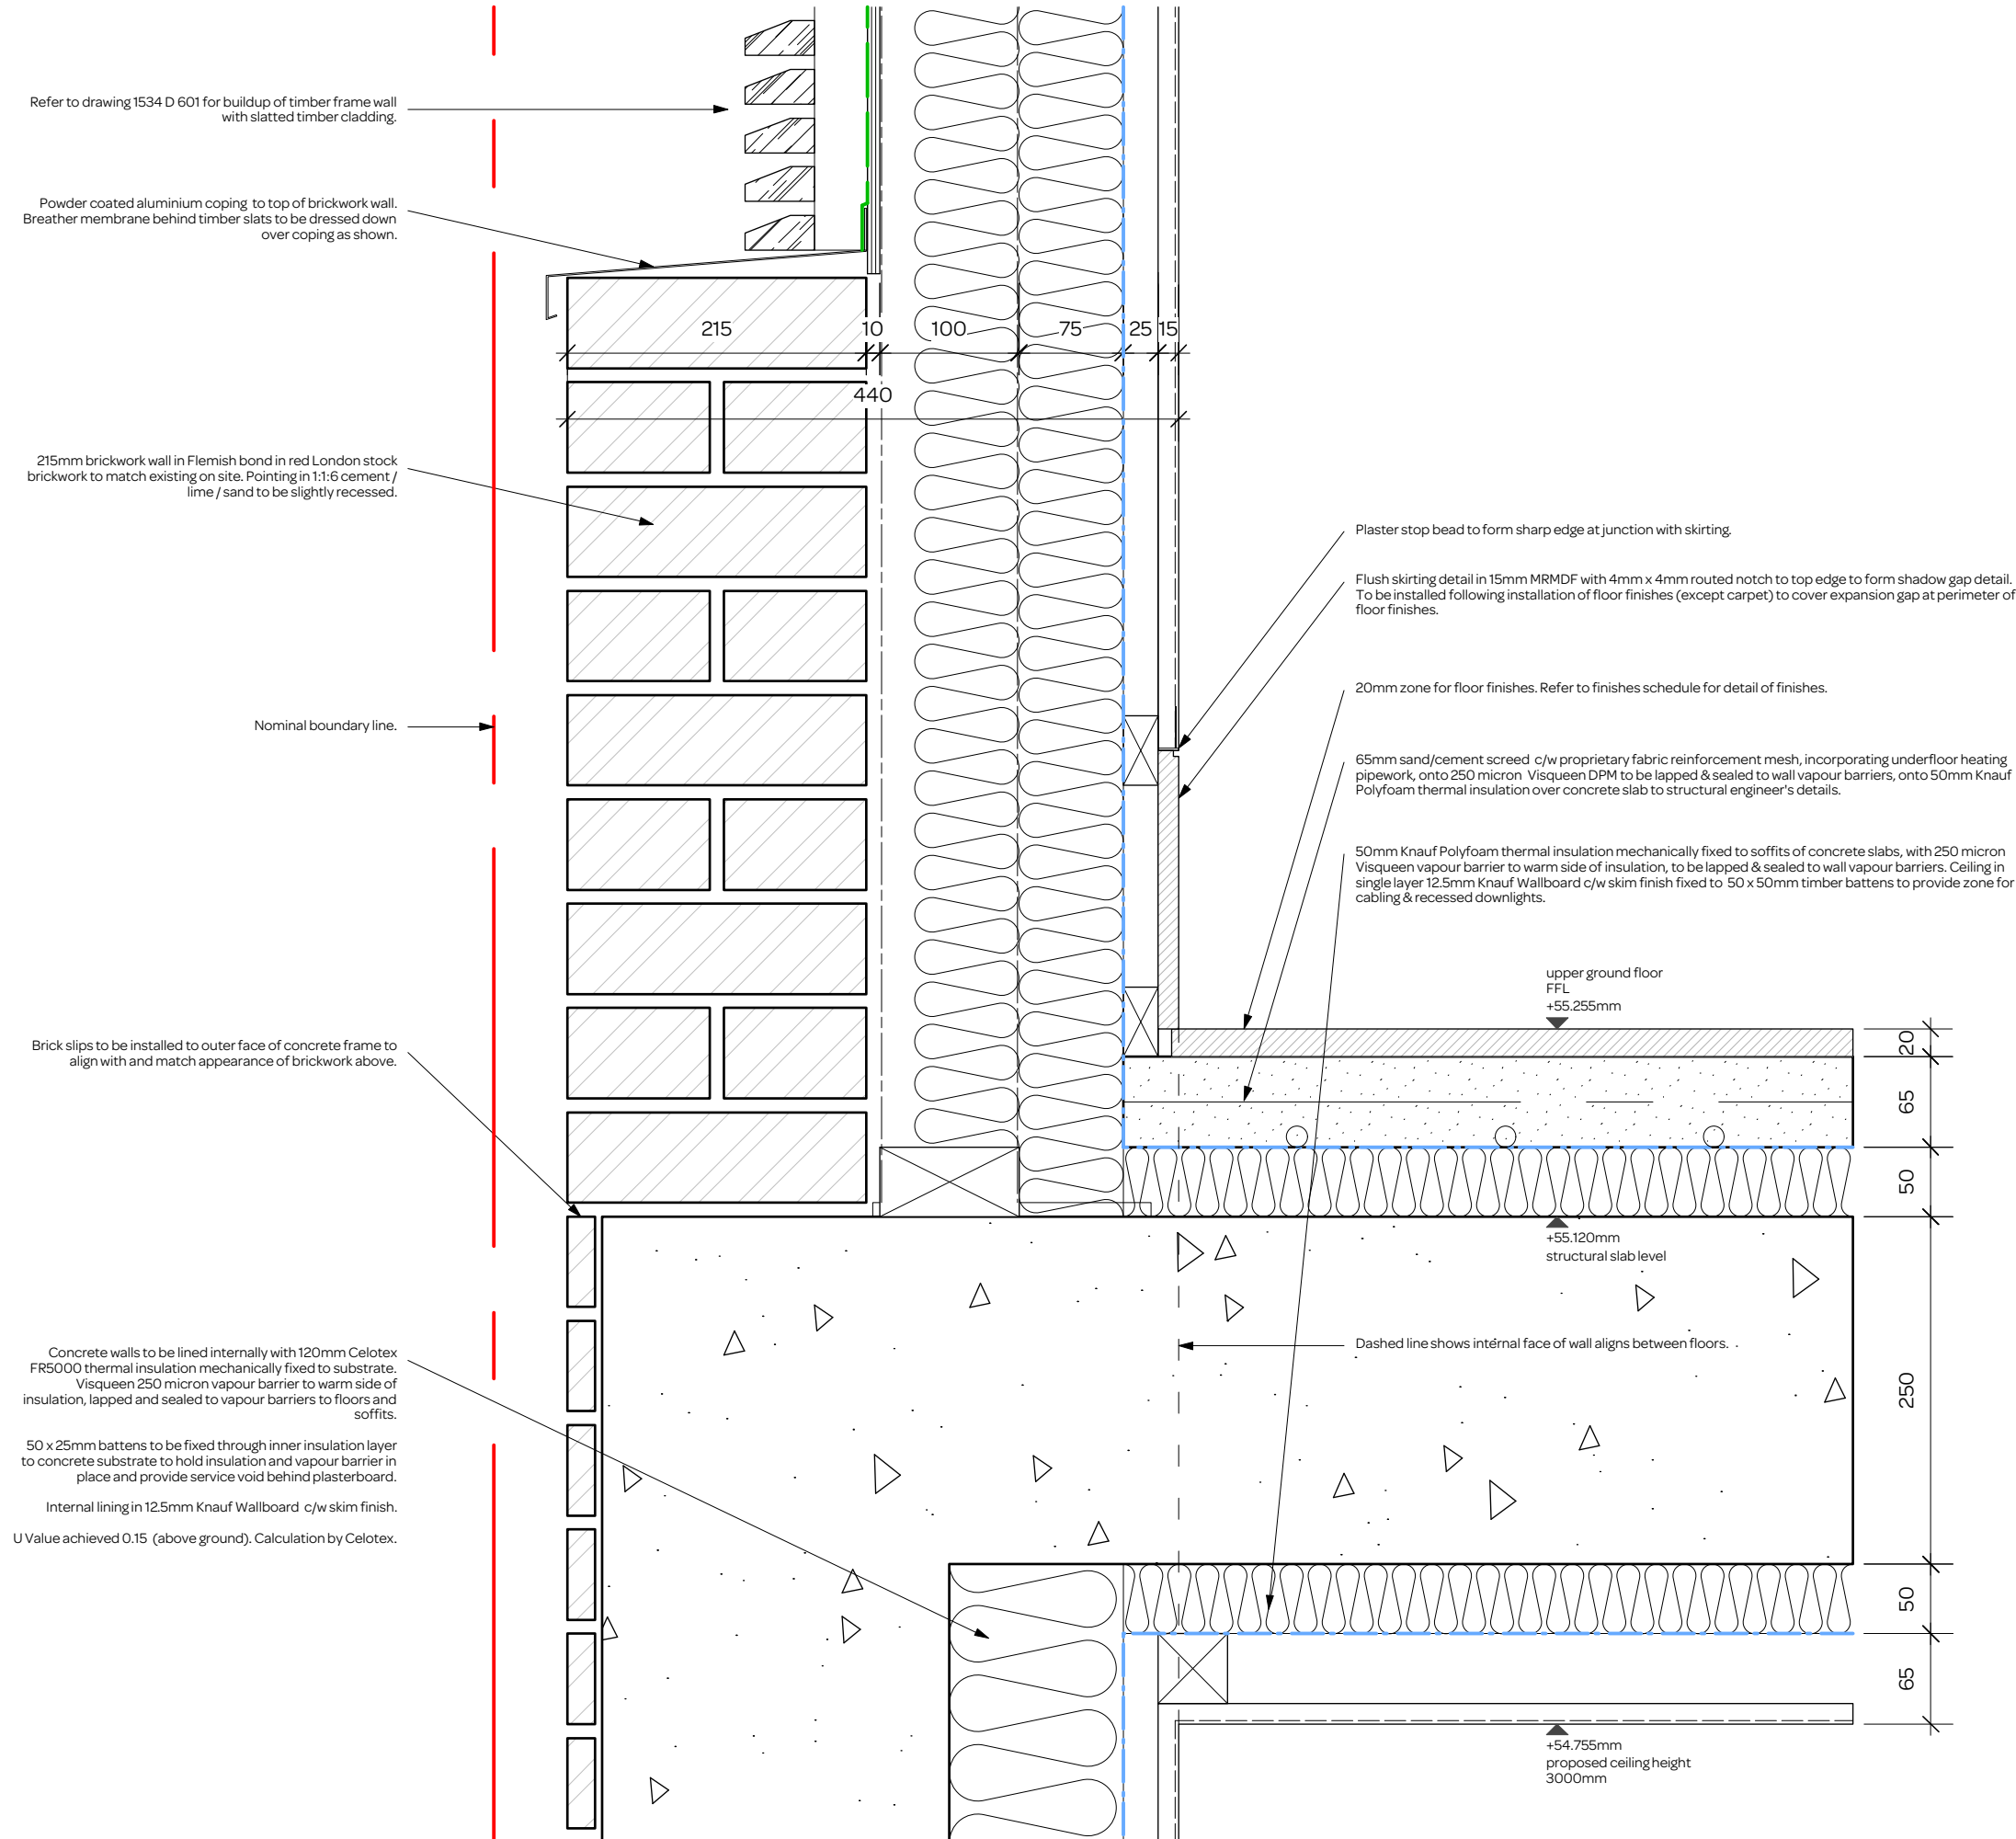 Refer to drawing 1534 D 601 for buildup of timber frame wall
with slatted timber cladding.
Powder coated aluminium coping to top of brickwork wall.
Breather membrane behind timber slats to be dressed down
over coping as shown.
215
10
100
75
25
15
440
215mm brickwork wall in Flemish bond in red London stock
brickwork to match existing on site. Pointing in 1:1:6 cement /
lime / sand to be slightly recessed.
Plaster stop bead to form sharp edge at junction with skirting.
Flush skirting detail in 15mm MRMDF with 4mm x 4mm routed notch to top edge to form shadow gap detail.
To be installed following installation of floor finishes (except carpet) to cover expansion gap at perimeter of
floor finishes.
20mm zone for floor finishes. Refer to finishes schedule for detail of finishes.
Nominal boundary line.
65mm sand/cement screed c/w proprietary fabric reinforcement mesh, incorporating underfloor heating
pipework, onto 250 micron Visqueen DPM to be lapped & sealed to wall vapour barriers, onto 50mm Knauf
Polyfoam thermal insulation over concrete slab to structural engineer's details.
50mm Knauf Polyfoam thermal insulation mechanically fixed to soffits of concrete slabs, with 250 micron
Visqueen vapour barrier to warm side of insulation, to be lapped & sealed to wall vapour barriers. Ceiling in
single layer 12.5mm Knauf Wallboard c/w skim finish fixed to 50 x 50mm timber battens to provide zone for
cabling & recessed downlights.
upper ground floor
FFL
+55.255mm
20
65
50
250
50
65
Brick slips to be installed to outer face of concrete frame to
align with and match appearance of brickwork above.
+55.120mm
structural slab level
Dashed line shows internal face of wall aligns between floors.
Concrete walls to be lined internally with 120mm Celotex
FR5000 thermal insulation mechanically fixed to substrate.
Visqueen 250 micron vapour barrier to warm side of
insulation, lapped and sealed to vapour barriers to floors and
soffits.
50 x 25mm battens to be fixed through inner insulation layer
to concrete substrate to hold insulation and vapour barrier in
place and provide service void behind plasterboard.
Internal lining in 12.5mm Knauf Wallboard c/w skim finish.
U Value achieved 0.15 (above ground). Calculation by Celotex.
+54.755mm
proposed ceiling height
3000mm